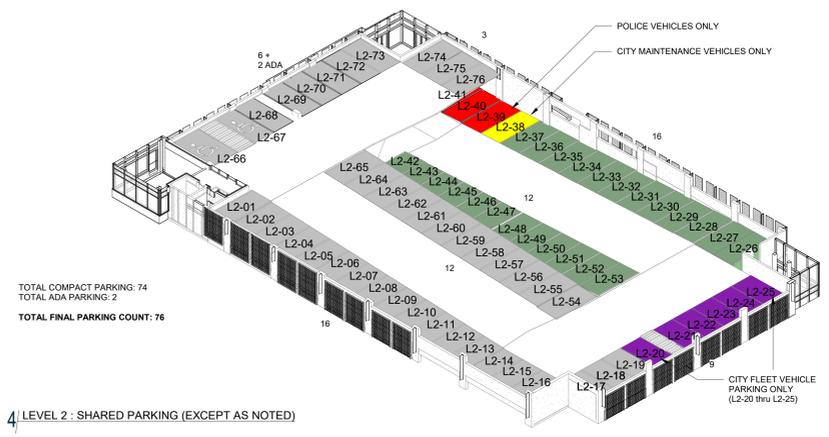 3
POLICE VEHICLES ONLY
CITY MAINTENANCE VEHICLES ONLY
6 +
2 ADA
L2-73
L2-72
L2-71
L2-70
L2-69
L2-68
L2-67
L2-66
L2-74
L2-75
L2-76
L2-41
L2-40
L2-39
L2-38
L2-37
L2-36
L2-35
L2-34
L2-33
L2-32
L2-31
L2-30
L2-29
L2-28
L2-27
L2-26
16
L2-42
L2-43
L2-44
L2-45
L2-46
L2-47
L2-48
L2-49
L2-50
L2-51
L2-52
L2-53
12
L2-65
L2-64
L2-63
L2-62
L2-61
L2-60
L2-59
L2-58
L2-57
L2-56
L2-55
L2-54
12
L2-01
L2-02
L2-03
L2-04
L2-05
L2-06
L2-07
L2-08
L2-09
L2-10
L2-11
L2-12
L2-13
L2-14
L2-15
L2-16
16
L2-25
L2-24
L2-23
L2-22
L2-21
L2-20
L2-19
L2-18
L2-17
9
CITY FLEET VEHICLE
PARKING ONLY
(L2-20 thru L2-25)
TOTAL COMPACT PARKING: 74
TOTAL ADA PARKING: 2
TOTAL FINAL PARKING COUNT: 76
4 LEVEL 2 : SHARED PARKING (EXCEPT AS NOTED)